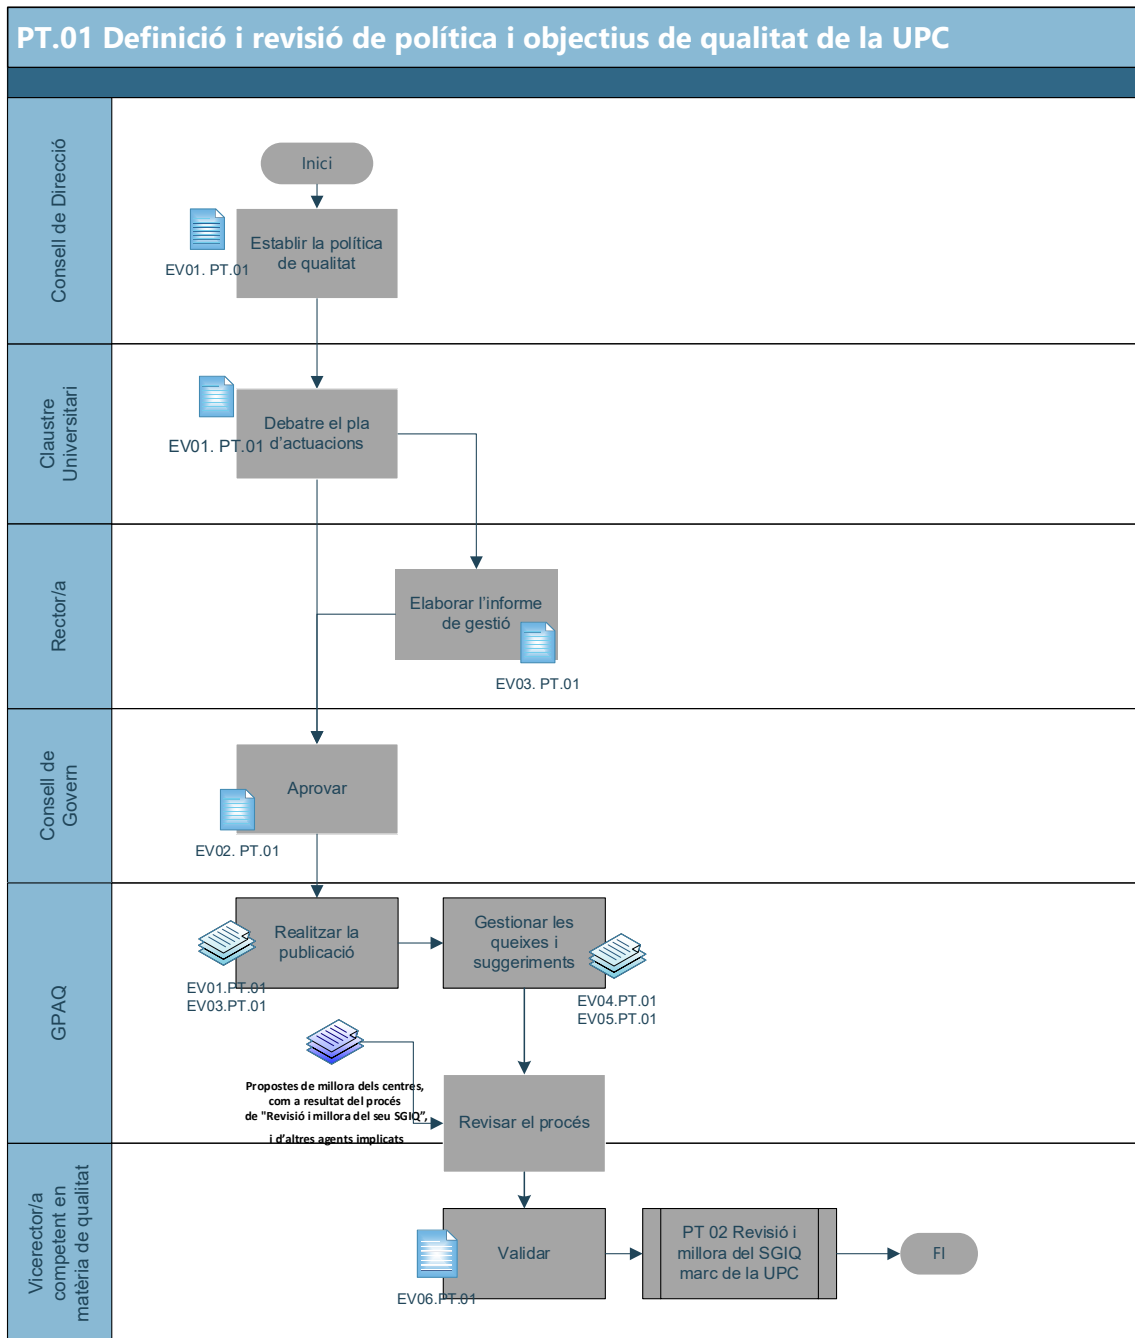 PT.01 Definició i revisió de política i objectius de qualitat de la UPC
Consell de Direcció
Inici
Establir la política
de qualitat
EV01. PT.01
Claustre
Universitari
Debatre el pla
d’actuacions
EV01. PT.01
Rector/a
Elaborar l’informe
de gestió
EV03. PT.01
Consell de
Govern
Aprovar
EV02. PT.01
GPAQ
Realitzar la
publicació
EV01.PT.01
EV03.PT.01
Gestionar les
queixes i
suggeriments
EV04.PT.01
EV05.PT.01
Propostes de millora dels centres,
com a resultat del procés
de "Revisió i millora del seu SGIQ”,
i d’altres agents implicats
Revisar el procés
Vicerector/a
competent en
matèria de qualitat
Validar
EV06.PT.01
PT 02 Revisió i
millora del SGIQ
marc de la UPC
FI